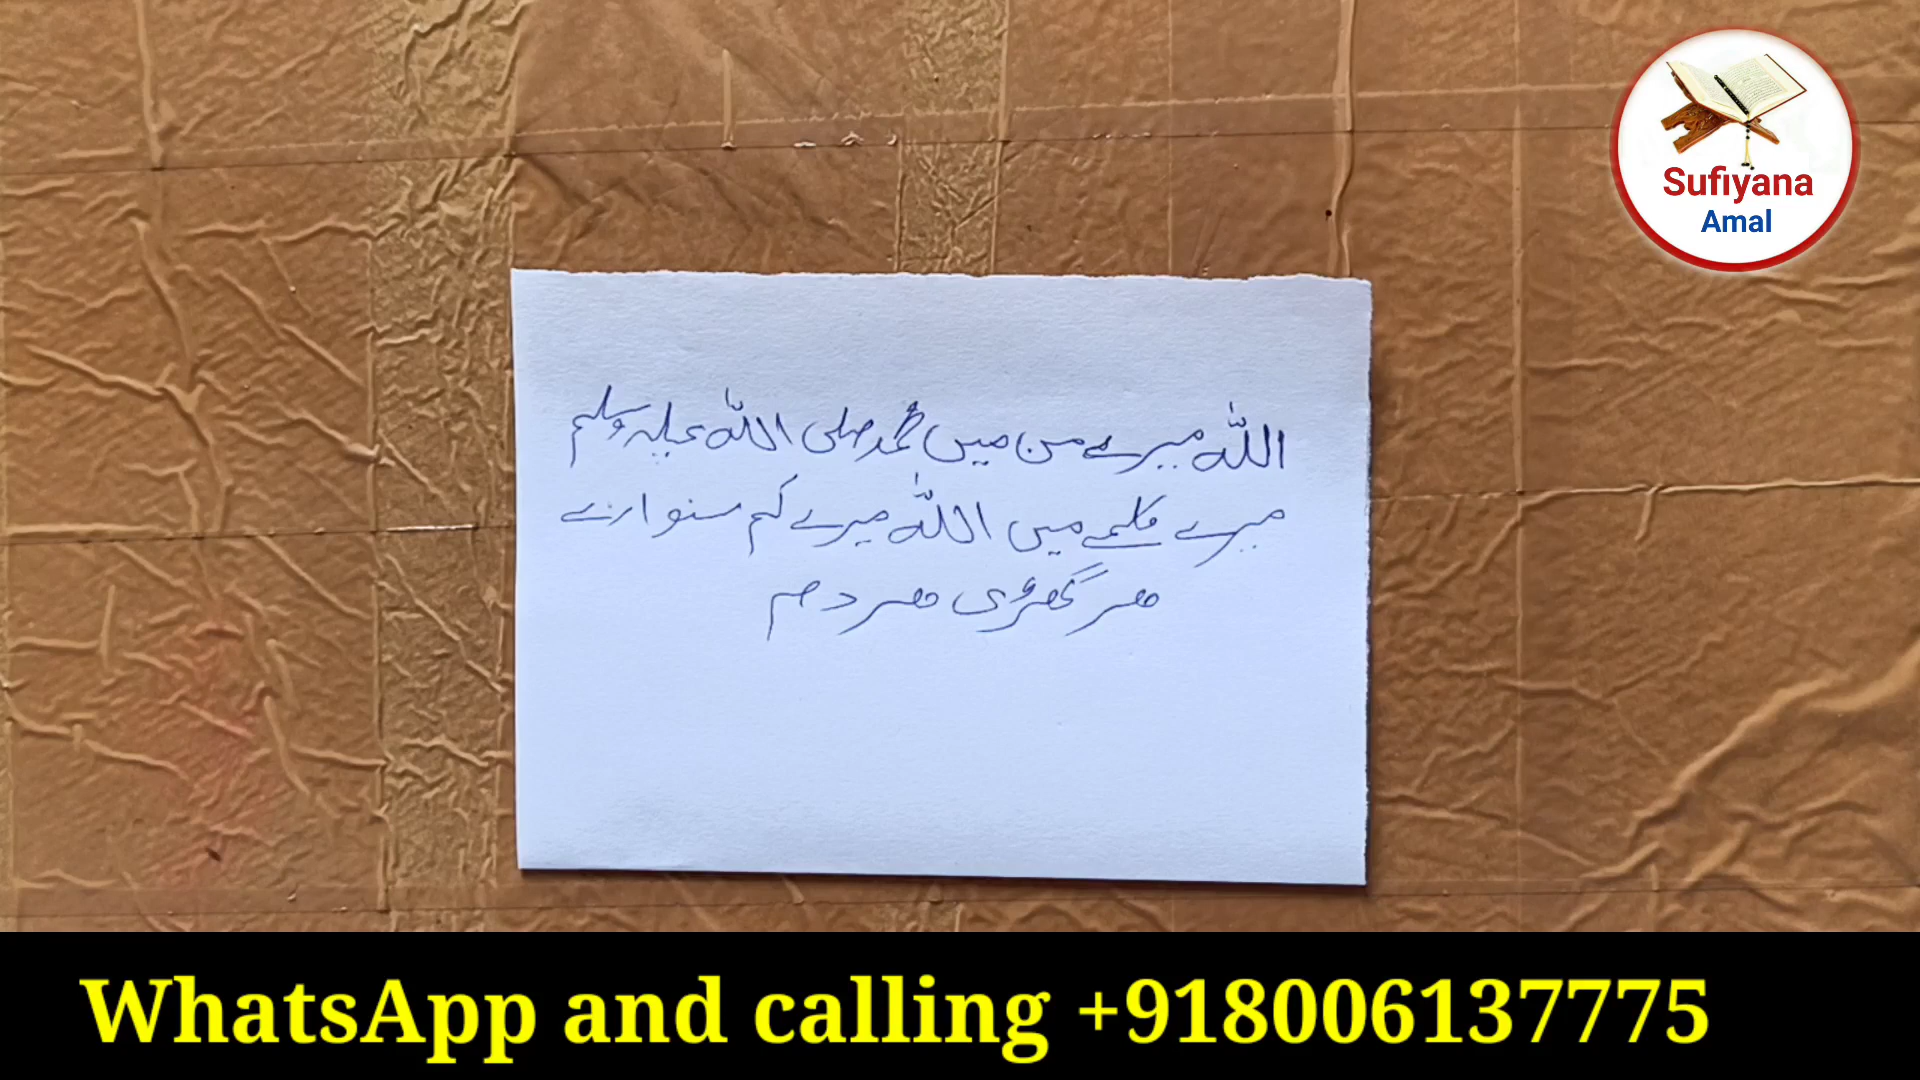 Sufiyana
Amal
اللہ میرے من میں محمد صلی اللہ علیہ وسلم
میرے کلمے میں اللہ میرے کم سنوارے
ہر گھڑی ہر دم
WhatsApp and calling +918006137775